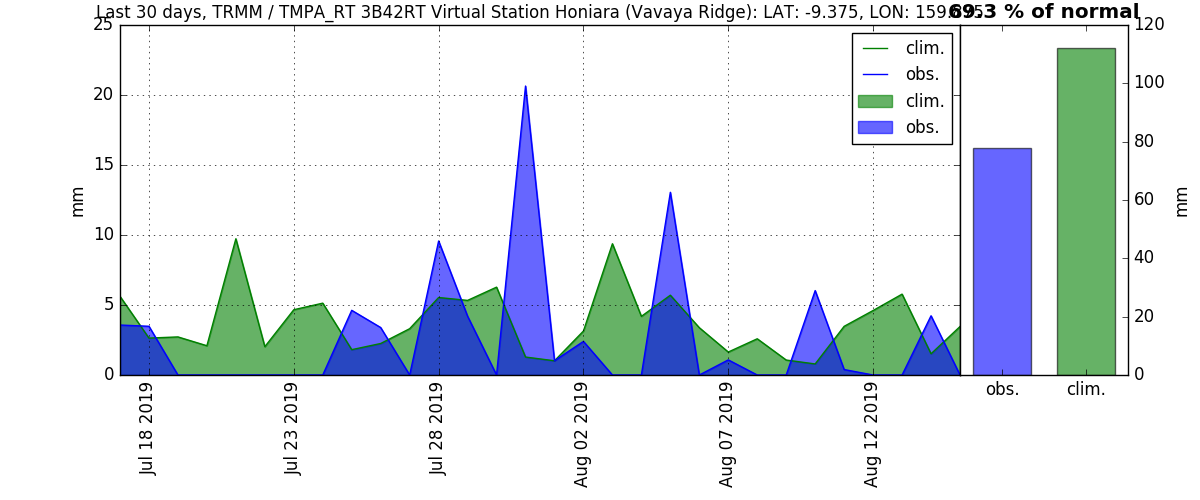 Last 30 days, TRMM / TMPA_RT 3B42RT Virtual Station Honiara (Vavaya Ridge): LAT: -9.375, LON:
69.3 % of normal
25
20
15
10
5
0
mm
clim.
obs.
clim.
obs.
120
100
80
60
40
20
0
mm
Jul 18 2019
Jul 23 2019
Jul 28 2019
Aug 02 2019
Aug 07 2019
Aug 12 2019
obs.
clim.